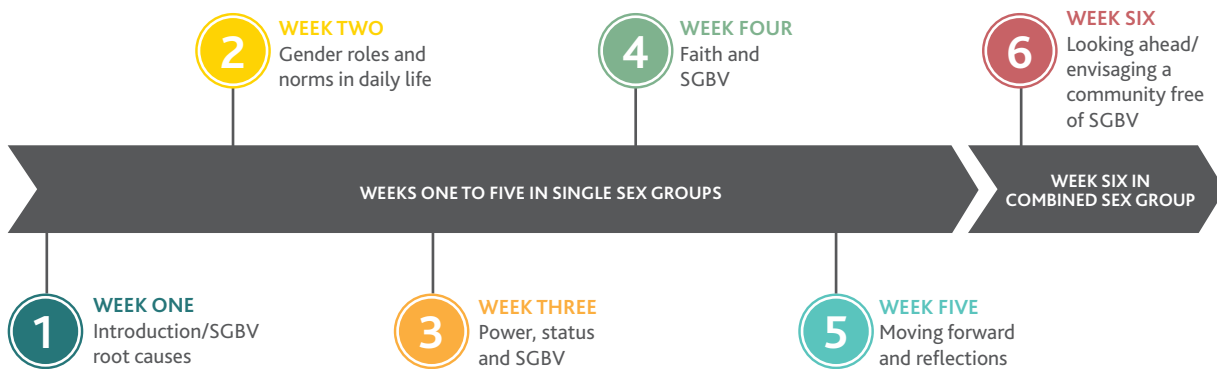 1
WEEK ONE
Introduction/SGBV
root causes
2
WEEK TWO
Gender roles and
norms in daily life
3
WEEK THREE
Power, status
and SGBV
4
WEEK FOUR
Faith and
SGBV
5
WEEK FIVE
Moving forward
and reflections
6
WEEK SIX
Looking ahead/
envisaging a
community free
of SGBV
WEEKS ONE TO FIVE IN SINGLE SEX GROUPS
WEEK SIX IN
COMBINED SEX GROUP